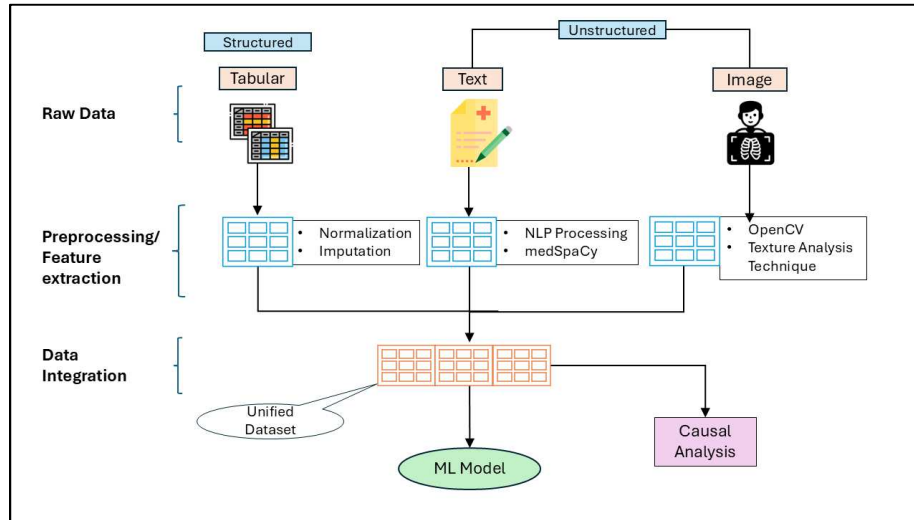 Structured
Unstructured
Tabular
Text
Image
Raw Data
Preprocessing/
Feature
extraction
• Normalization
• Imputation
• NLP Processing
• medSpaCy
• OpenCV
• Texture Analysis
Technique
Data
Integration
Unified
Dataset
Causal
Analysis
ML Model